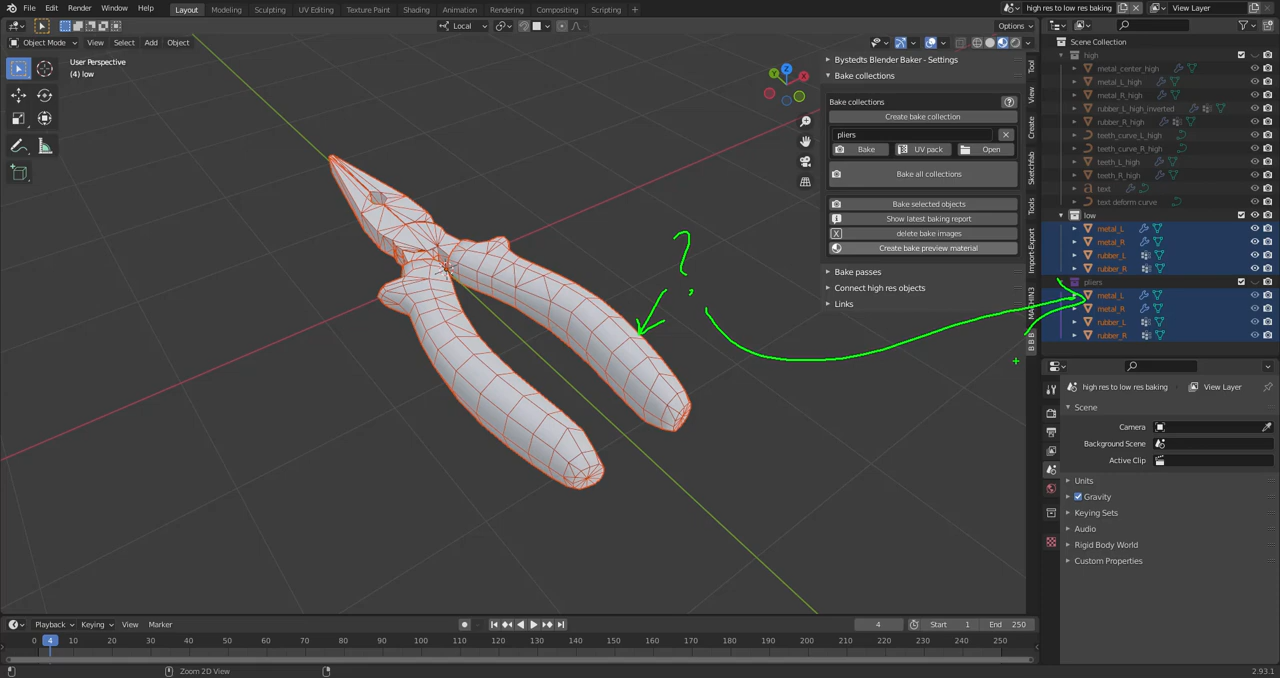 File Edit Render Window Help Layout Modeling Sculpting UV Editing Texture Paint Shading Animation Rendering Compositing Scripting high res to low res baking View Layer
Local Options
Object Mode View Select Add Object
User Perspective
(4) low
Z
Y
X
Bystedts Blender Baker - Settings
Bake collections
Bake collections
?
Create bake collection
pliers
Bake UV pack Open
Bake all collections
Bake selected objects
Show latest baking report
delete bake images
Create bake preview material
Bake passes
Connect high res objects
Links
Tool
View
Create
Sketchfab
Tools
Import-Export
MACHIN3
B B B
?
Scene Collection
high
metal_center_high
metal_L_high
metal_R_high
rubber_L_high_inverted
rubber_R_high
teeth_curve_L_high
teeth_curve_R_high
teeth_L_high
teeth_R_high
text
text deform curve
low
metal_L
metal_R
rubber_L
rubber_R
pliers
metal_L
metal_R
rubber_L
rubber_R
high res to low res baking View Layer
Scene
Camera
Background Scene
Active Clip
Units
Gravity
Keying Sets
Audio
Rigid Body World
Custom Properties
Playback Keying View Marker 4 Start 1 End 250
0 4 10 20 30 40 50 60 70 80 90 100 110 120 130 140 150 160 170 180 190 200 210 220 230 240 250
Zoom 2D View 2.93.1